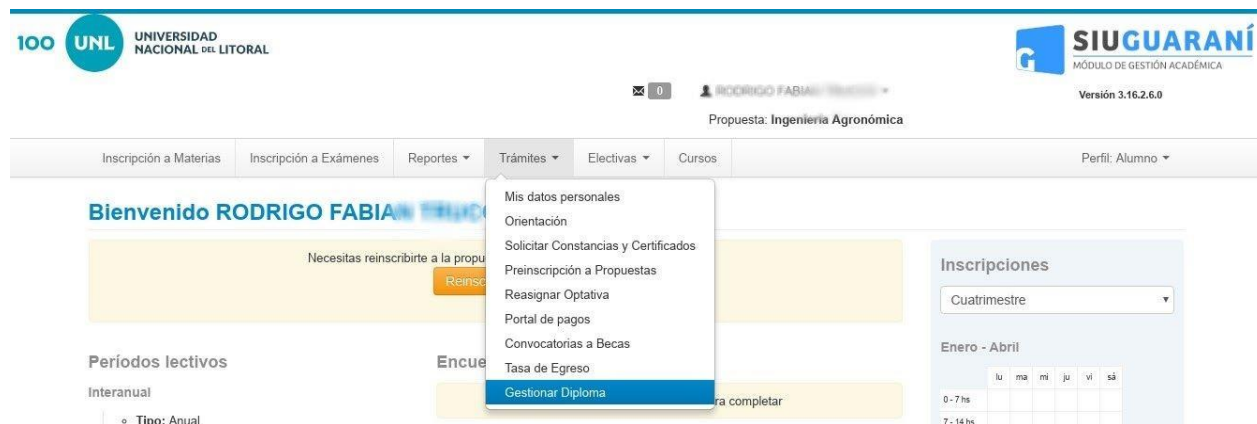 100 UNL UNIVERSIDAD
NACIONAL DEL LITORAL
G SIUGUARANÍ
MÓDULO DE GESTIÓN ACADÉMICA
0 RODRIGO FABIA
Versión 3.16.2.6.0
Propuesta: Ingeniería Agronómica
Inscripción a Materias Inscripción a Exámenes Reportes Trámites Electivas Cursos Perfil: Alumno
Bienvenido RODRIGO FABIA
Mis datos personales
Orientación
Solicitar Constancias y Certificados
Preinscripción a Propuestas
Reasignar Optativa
Portal de pagos
Convocatorias a Becas
Tasa de Egreso
Gestionar Diploma
Necesitas reinscribirte a la propu
Reinsc
Períodos lectivos
Interanual
Tipo: Anual
Encue
ra completar
Inscripciones
Cuatrimestre
Enero - Abril
lu ma mi ju vi sá
0 - 7 hs
7 - 14 hs